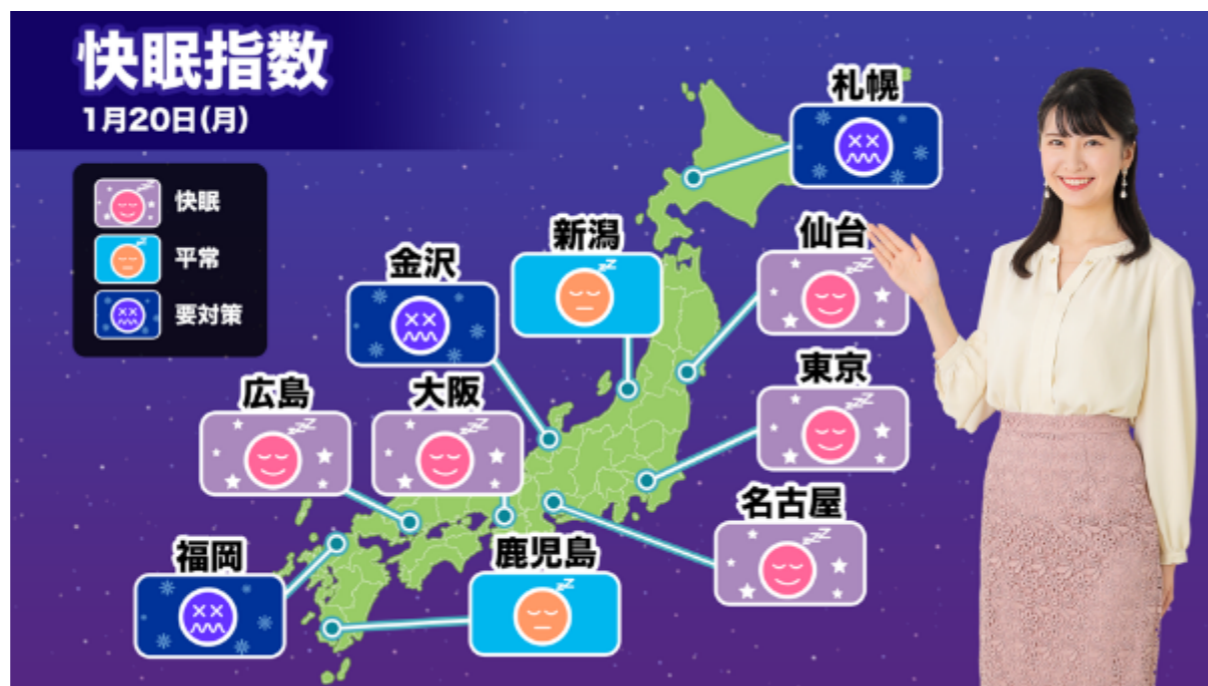 快眠指数
1月20日(月)
快眠
平常
要対策
札幌
仙台
新潟
金沢
東京
広島
大阪
名古屋
福岡
鹿児島